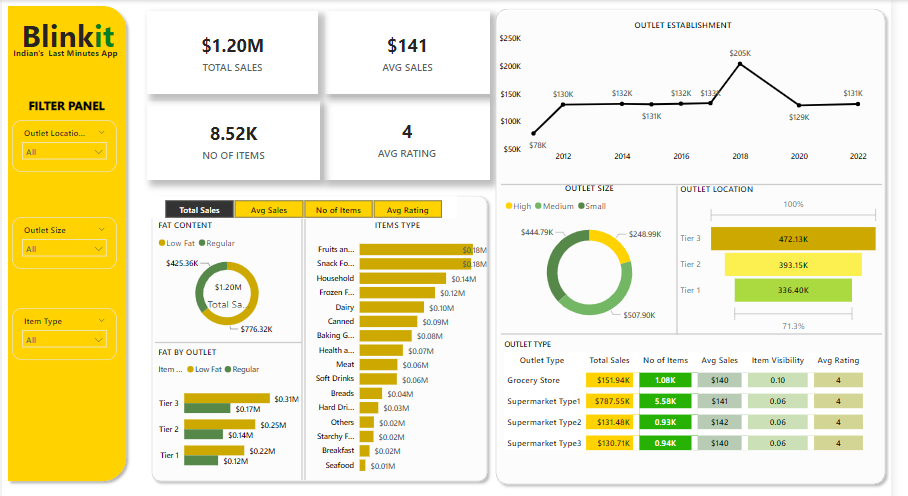 Blinkit
Indian's Last Minutes App
FILTER PANEL
Outlet Locatio...
All
Outlet Size
All
Item Type
All
$1.20M
TOTAL SALES
$141
AVG SALES
8.52K
NO OF ITEMS
4
AVG RATING
OUTLET ESTABLISHMENT
$250K
$200K
$150K
$100K
$50K
$78K
$130K
$132K
$131K
$132K
$133K
$205K
$129K
$131K
2012 2014 2016 2018 2020 2022
Total Sales Avg Sales No of Items Avg Rating
FAT CONTENT
Low Fat Regular
$425.36K
$1.20M
Total Sa...
$776.32K
FAT BY OUTLET
Item ... Low Fat Regular
Tier 3 $0.31M
$0.17M
Tier 2 $0.25M
$0.14M
Tier 1 $0.22M
$0.12M
ITEMS TYPE
Fruits an... $0.18M
Snack Fo... $0.18M
Household $0.14M
Frozen F... $0.12M
Dairy $0.10M
Canned $0.09M
Baking G... $0.08M
Health a... $0.07M
Meat $0.06M
Soft Drinks $0.06M
Breads $0.04M
Hard Dri... $0.03M
Others $0.02M
Starchy F... $0.02M
Breakfast $0.02M
Seafood $0.01M
OUTLET SIZE
High Medium Small
$444.79K
$248.99K
$507.90K
OUTLET LOCATION
100%
Tier 3 472.13K
Tier 2 393.15K
Tier 1 336.40K
71.3%
OUTLET TYPE
Outlet Type Total Sales No of Items Avg Sales Item Visibility Avg Rating
Grocery Store $151.94K 1.08K $140 0.10 4
Supermarket Type1 $787.55K 5.58K $141 0.06 4
Supermarket Type2 $131.48K 0.93K $142 0.06 4
Supermarket Type3 $130.71K 0.94K $140 0.06 4